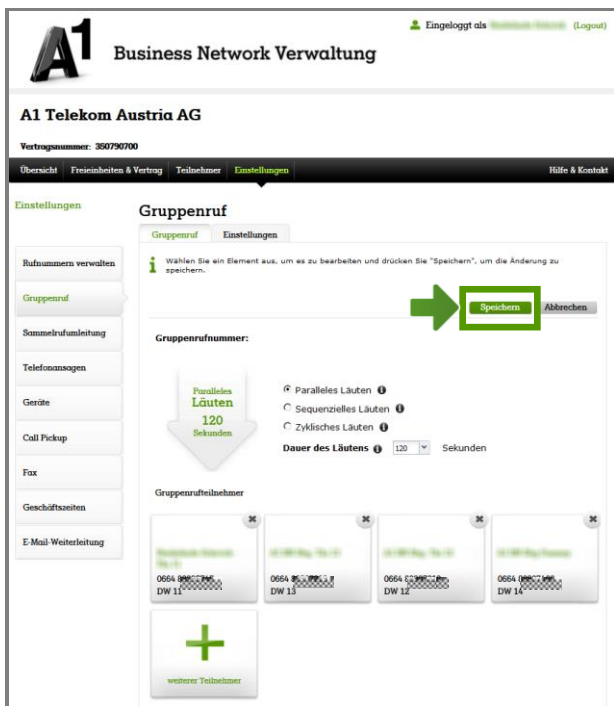 Eingeloggt als
(Logout)
A1
Business Network Verwaltung
A1 Telekom Austria AG
Vertragsnummer: 350790700
Übersicht Freieinheiten & Vertrag Teilnehmer Einstellungen Hilfe & Kontakt
Einstellungen
Gruppenruf
Gruppenruf Einstellungen
Rufnummern verwalten
Gruppenruf
Sammelrufumleitung
Telefonansagen
Geräte
Call Pickup
Fax
Geschäftszeiten
E-Mail-Weiterleitung
Wählen Sie ein Element aus, um es zu bearbeiten und drücken Sie "Speichern", um die Änderung zu
speichern.
Speichern Abbrechen
Gruppenrufnummer:
Paralleles
Läuten
120
Sekunden
Paralleles Läuten
Sequenzielles Läuten
Zyklisches Läuten
Dauer des Läutens 120 Sekunden
Gruppenrufteilnehmer
0664
DW 11
0664
DW 13
0664
DW 12
0664
DW 14
weiterer Teilnehmer